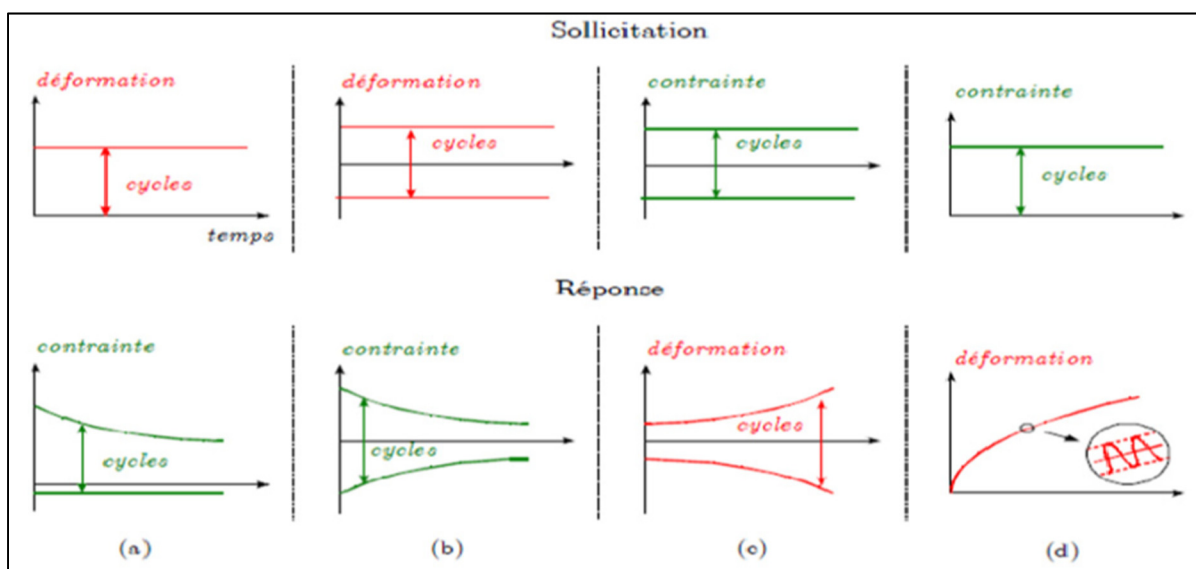 Sollicitation
déformation
cycles
temps
déformation
cycles
contrainte
cycles
contrainte
cycles
Réponse
contrainte
cycles
contrainte
cycles
déformation
cycles
déformation
(a)
(b)
(c)
(d)